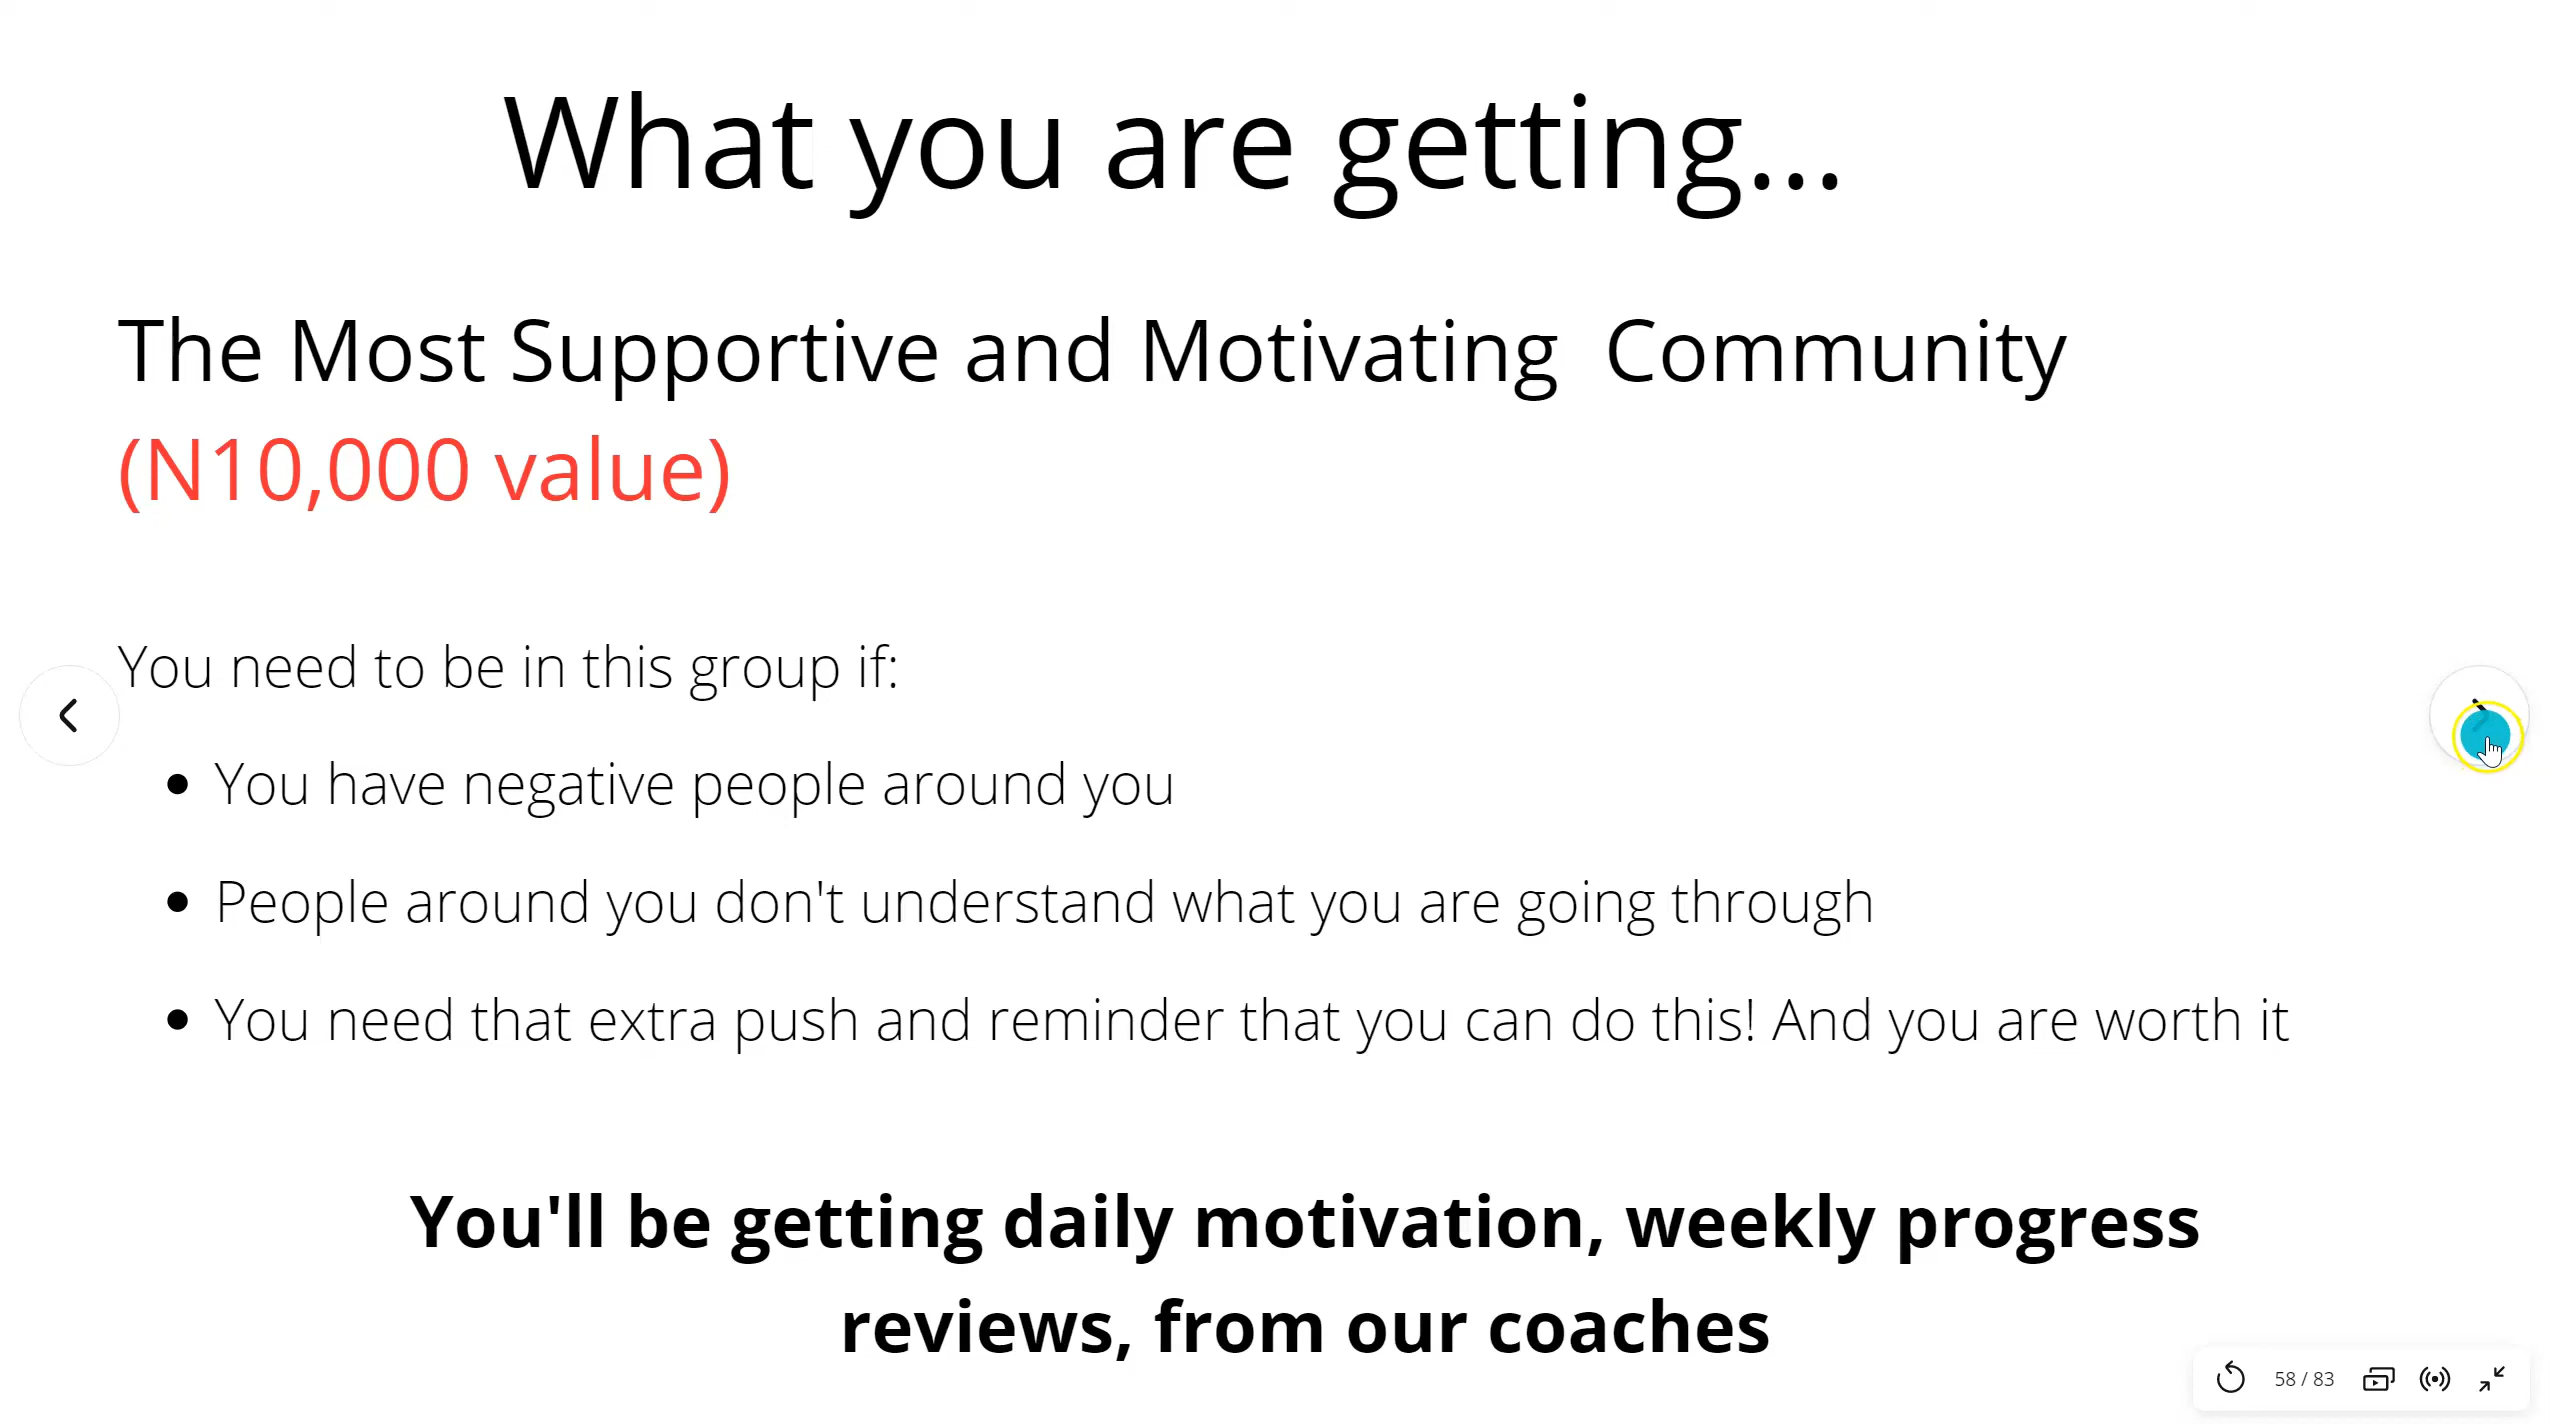 What you are getting...
The Most Supportive and Motivating  Community
(N10,000 value)
You need to be in this group if:
You have negative people around you
People around you don't understand what you are going through
You need that extra push and reminder that you can do this! And you are worth it
You'll be getting daily motivation, weekly progress
reviews, from our coaches
58 / 83